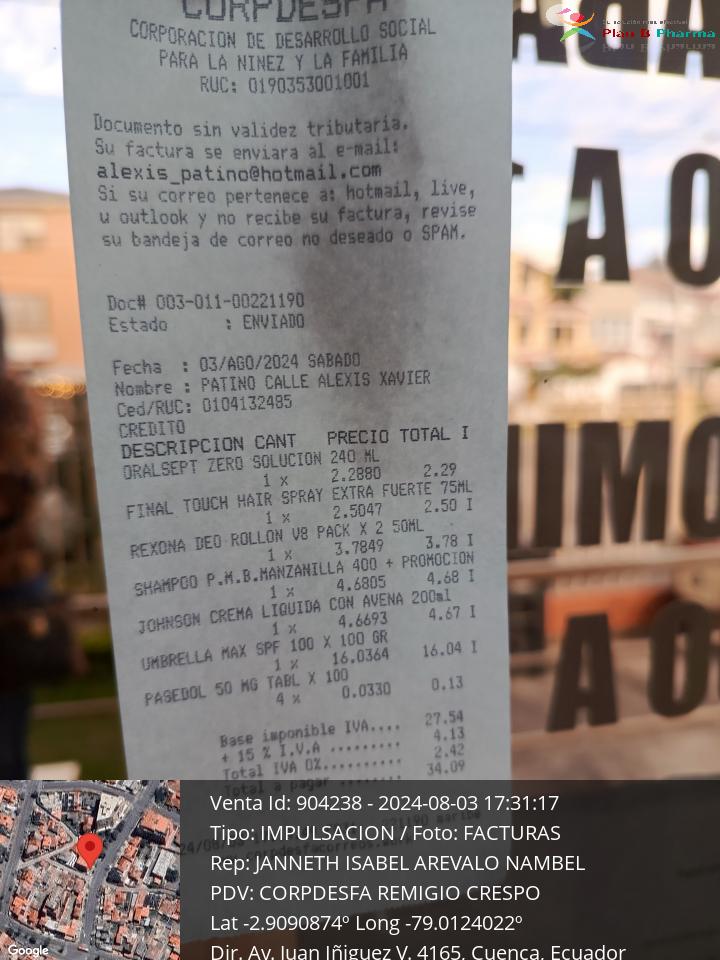 CORPDESFA
CORPORACION DE DESARROLLO SOCIAL
PARA LA NINEZ Y LA FAMILIA
RUC: 0190353001001
Documento sin validez tributaria.
Su factura se enviara al e-mail:
alexis_patino@hotmail.com
Si su correo pertenece a: hotmail, live,
u outlook y no recibe su factura, revise
su bandeja de correo no deseado o SPAM.
Doc# 003-011-00221190
Estado : ENVIADO
Fecha : 03/AGO/2024 SABADO
Nombre : PATINO CALLE ALEXIS XAVIER
Ced/RUC: 0104132485
CREDITO
DESCRIPCION CANT PRECIO TOTAL I
ORALSEPT ZERO SOLUCION 240 ML
1 x 2.2880 2.29
FINAL TOUCH HAIR SPRAY EXTRA FUERTE 75ML
1 x 2.5047 2.50 I
REXONA DEO ROLLON V8 PACK X 2 50ML
1 x 3.7849 3.78 I
SHAMPOO P.M.B.MANZANILLA 400 + PROMOCION
1 x 4.6805 4.68 I
JOHNSON CREMA LIQUIDA CON AVENA 200ml
1 x 4.6693 4.67 I
UMBRELLA MAX SPF 100 X 100 GR
1 x 16.0364 16.04 I
PASEDOL 50 MG TABL X 100
4 x 0.0330 0.13
Base imponible IVA.... 27.54
+ 15 % I.V.A ......... 4.13
Total IVA 0%.......... 2.42
Total a pagar ....... 34.09
Plan B Pharma
A O
UMO
A O
Venta Id: 904238 - 2024-08-03 17:31:17
Tipo: IMPULSACION / Foto: FACTURAS
Rep: JANNETH ISABEL AREVALO NAMBEL
PDV: CORPDESFA REMIGIO CRESPO
Lat -2.9090874º Long -79.0124022º
Dir. Av. Juan Iñiguez V. 4165, Cuenca, Ecuador
Google